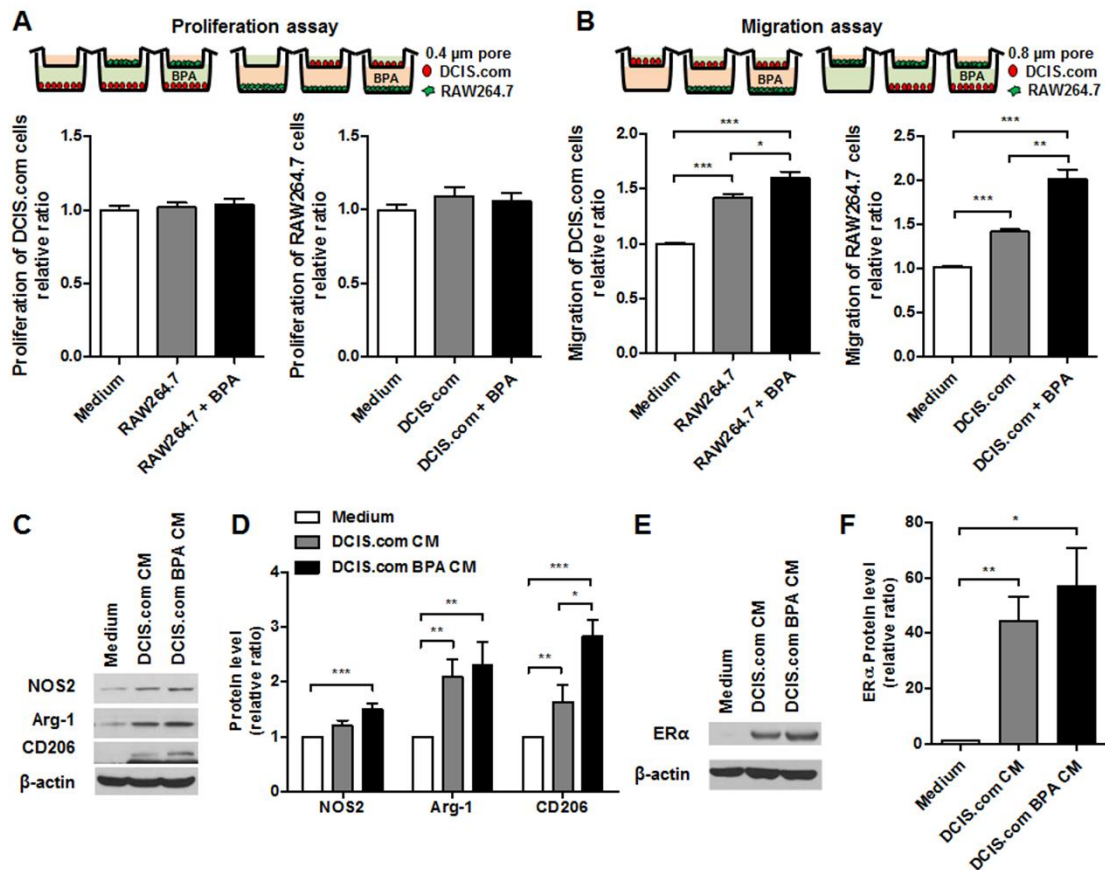 A
Proliferation assay
BPA
BPA
0.4 µm pore
DCIS.com
RAW264.7
Proliferation of DCIS.com cells
relative ratio
1.5
1.0
0.5
0.0
Medium
RAW264.7
RAW264.7 + BPA
Proliferation of RAW264.7 cells
relative ratio
1.5
1.0
0.5
0.0
Medium
DCIS.com
DCIS.com + BPA
B
Migration assay
BPA
BPA
0.8 µm pore
DCIS.com
RAW264.7
Migration of DCIS.com cells
relative ratio
2.0
1.5
1.0
0.5
0.0
***
***
*
Medium
RAW264.7
RAW264.7 + BPA
Migration of RAW264.7 cells
relative ratio
2.5
2.0
1.5
1.0
0.5
0.0
***
**
***
Medium
DCIS.com
DCIS.com + BPA
C
Medium
DCIS.com CM
DCIS.com BPA CM
NOS2
Arg-1
CD206
β-actin
D
Medium
DCIS.com CM
DCIS.com BPA CM
Protein level
(relative ratio)
4
3
2
1
0
***
**
**
***
*
**
NOS2
Arg-1
CD206
E
Medium
DCIS.com CM
DCIS.com BPA CM
ERα
β-actin
F
ERα Protein level
(relative ratio)
80
60
40
20
0
*
**
Medium
DCIS.com CM
DCIS.com BPA CM